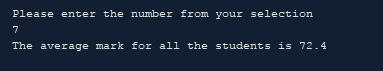 Please enter the number from your selection
7
The average mark for all the students is 72.4